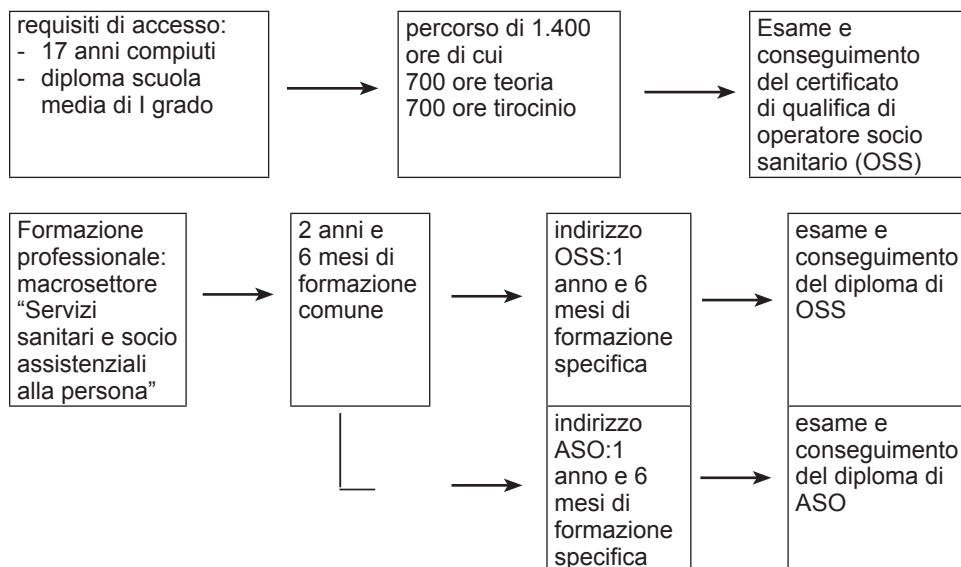 requisiti di accesso:
- 17 anni compiuti
- diploma scuola
media di I grado
percorso di 1.400
ore di cui
700 ore teoria
700 ore tirocinio
Esame e
conseguimento
del certificato
di qualifica di
operatore socio
sanitario (OSS)
Formazione
professionale:
macrosettore
“Servizi
sanitari e socio
assistenziali
alla persona”
2 anni e
6 mesi di
formazione
comune
indirizzo
OSS:1
anno e 6
mesi di
formazione
specifica
esame e
conseguimento
del diploma di
OSS
indirizzo
ASO:1
anno e 6
mesi di
formazione
specifica
esame e
conseguimento
del diploma di
ASO